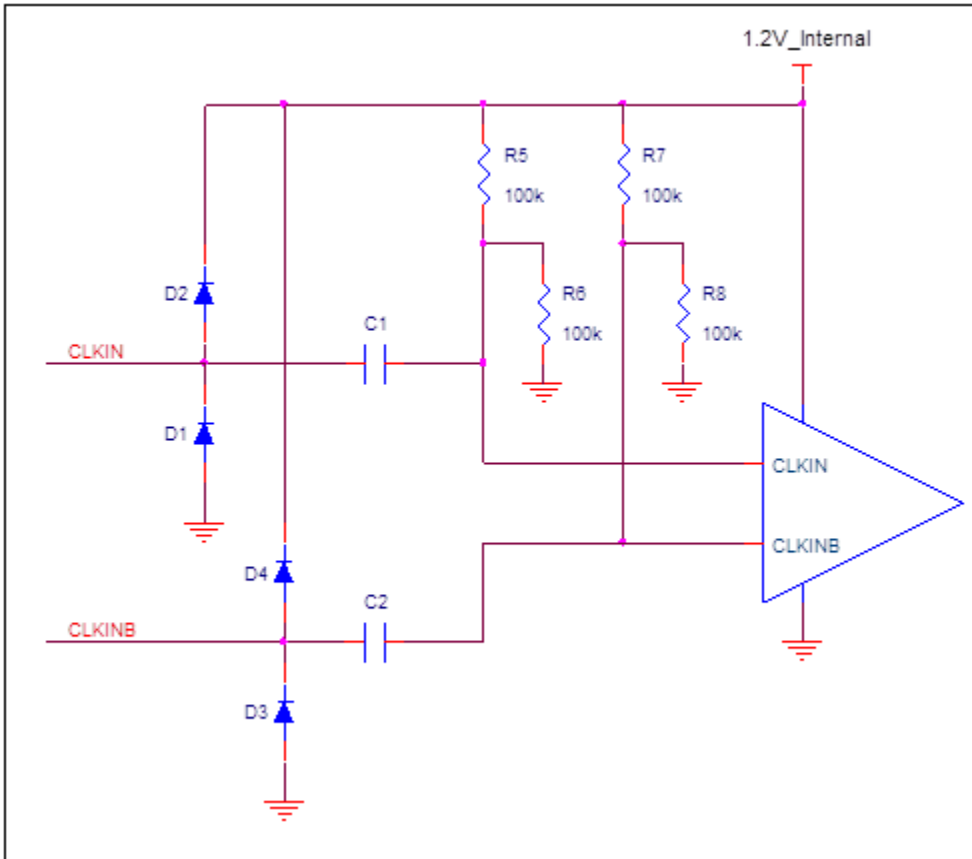 1.2V_Internal
R5
100k
R7
100k
R6
100k
R8
100k
D2
C1
CLKIN
D1
CLKIN
CLKINB
D4
C2
CLKINB
D3